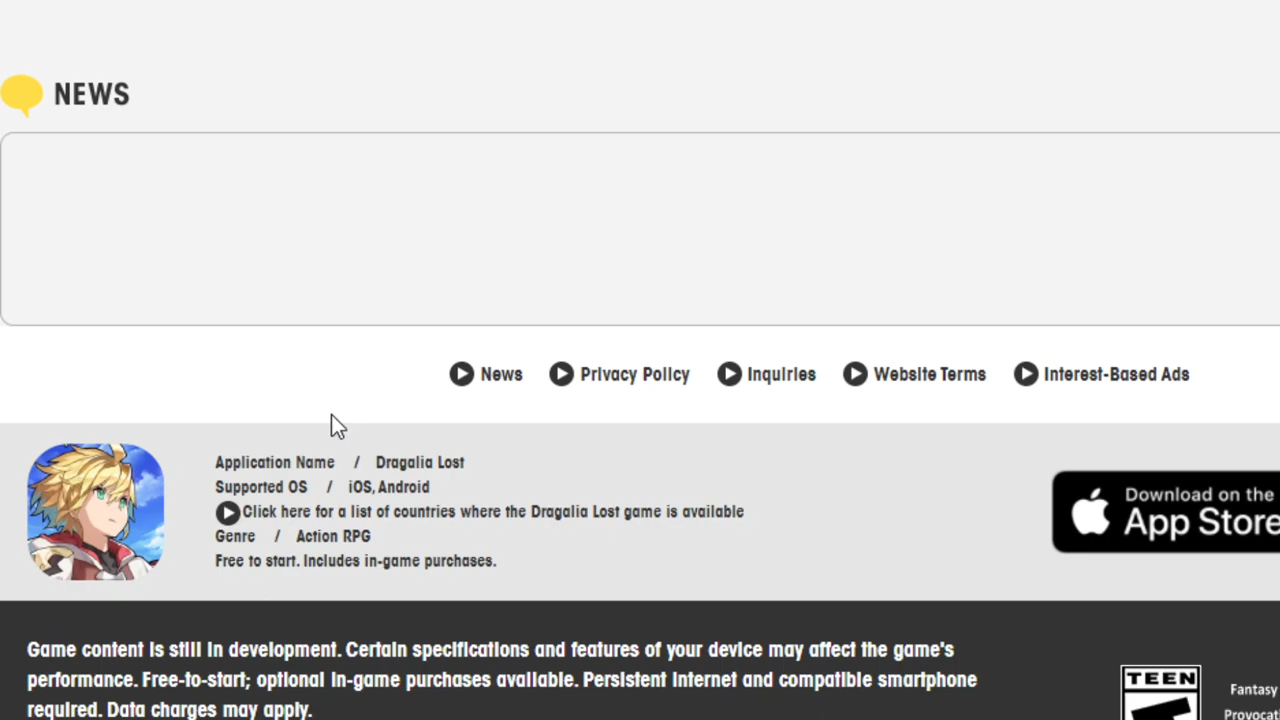 NEWS
News Privacy Policy Inquiries Website Terms Interest-Based Ads
Application Name / Dragalia Lost
Supported OS / iOS, Android
Click here for a list of countries where the Dragalia Lost game is available
Genre / Action RPG
Free to start. Includes in-game purchases.
Download on the
App Store
Game content is still in development. Certain specifications and features of your device may affect the game's
performance. Free-to-start; optional in-game purchases available. Persistent Internet and compatible smartphone
required. Data charges may apply.
TEEN
Fantasy